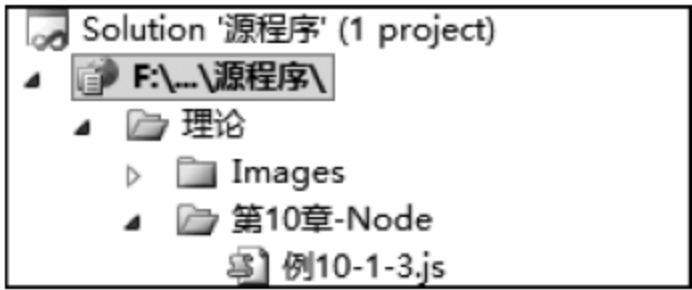 Solution '源程序' (1 project)
F:\...\源程序\
理论
Images
第10章-Node
例10-1-3.js